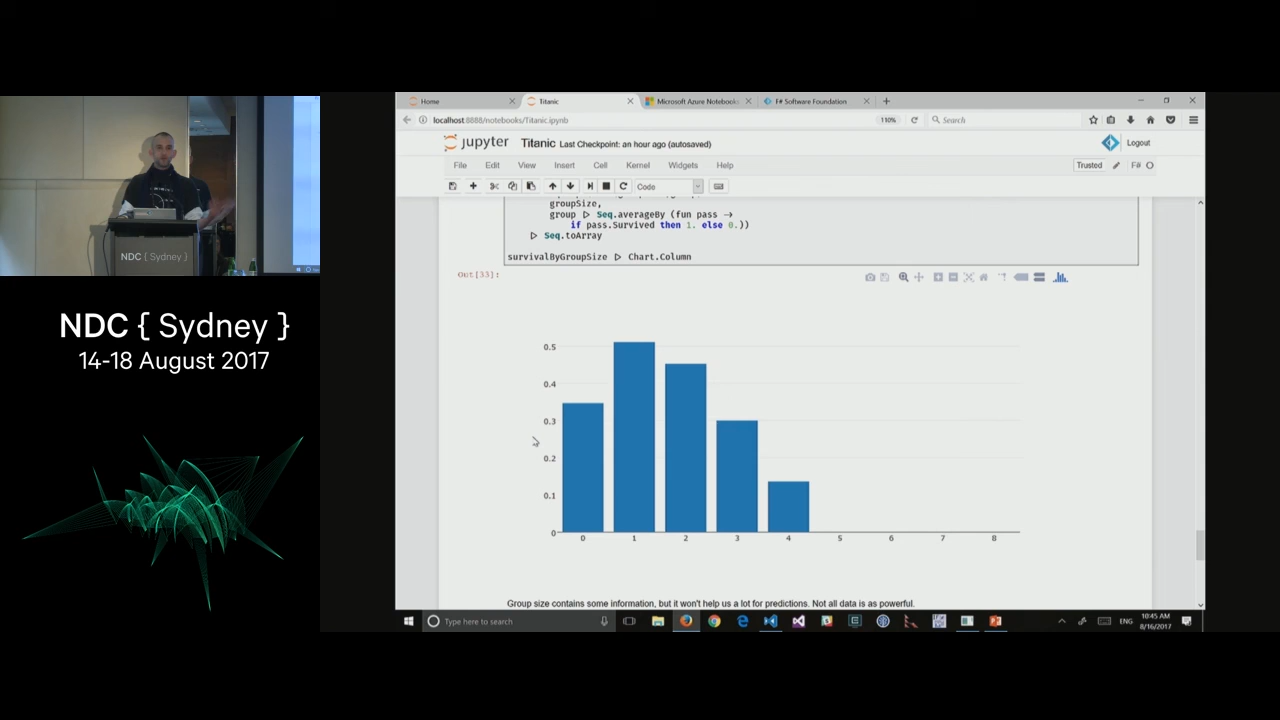 Home
Titanic
Microsoft Azure Notebooks
F# Software Foundation
localhost:8888/notebooks/Titanic.ipynb
110%
Search
jupyter
Titanic Last Checkpoint: an hour ago (autosaved)
Logout
File Edit View Insert Cell Kernel Widgets Help
Trusted
F#
Code
groupSize,
group ▷ Seq.averageBy (fun pass →
if pass.Survived then 1. else 0.))
▷ Seq.toArray
survivalByGroupSize ▷ Chart.Column
Out[33]:
0.5
0.4
0.3
0.2
0.1
0
0 1 2 3 4 5 6 7 8
Group size contains some information, but it won't help us a lot for predictions. Not all data is as powerful.
Type here to search
ENG
10:45 AM
8/16/2017
NDC { Sydney }
NDC { Sydney }
14-18 August 2017